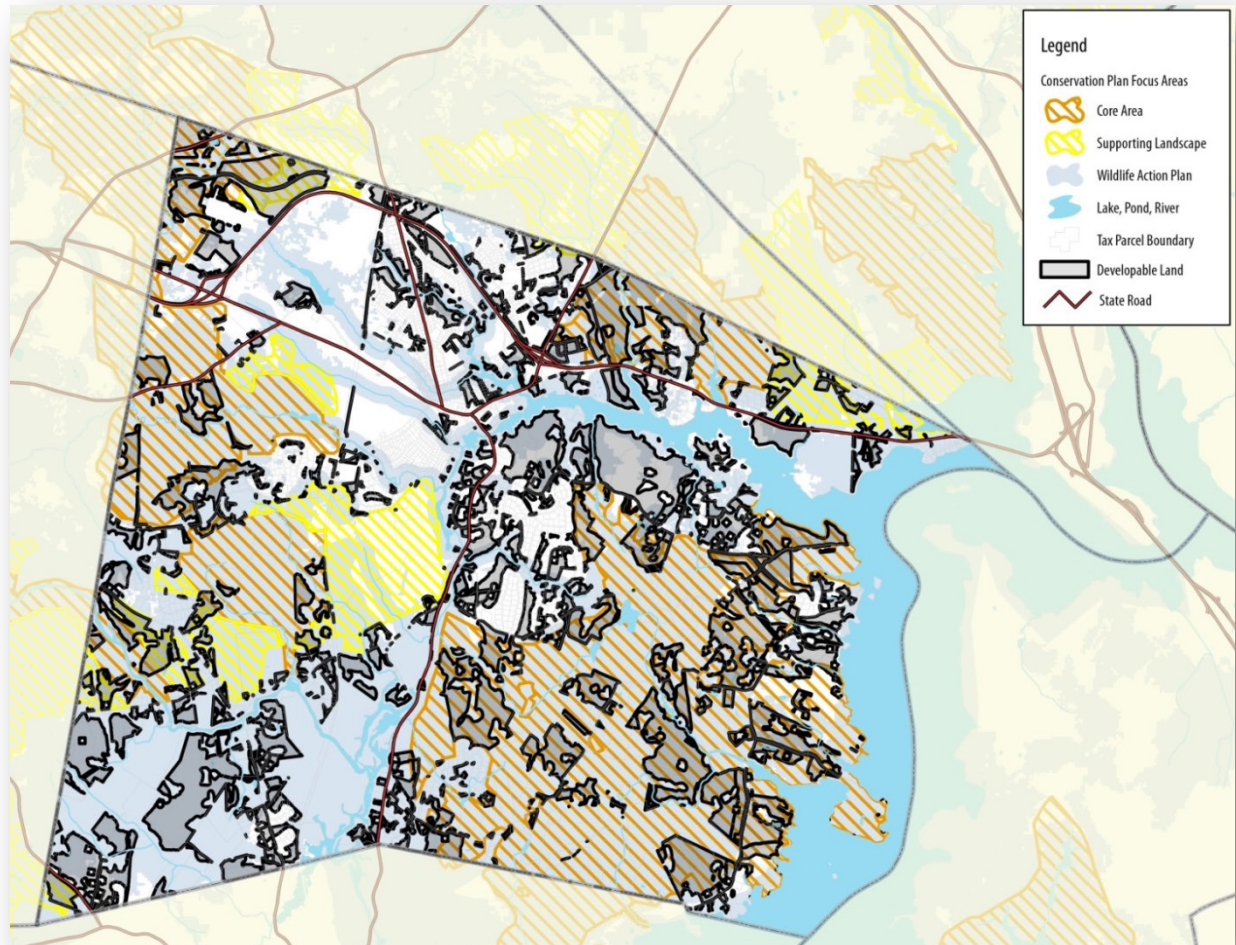 Legend
Conservation Plan Focus Areas
Core Area
Supporting Landscape
Wildlife Action Plan
Lake, Pond, River
Tax Parcel Boundary
Developable Land
State Road